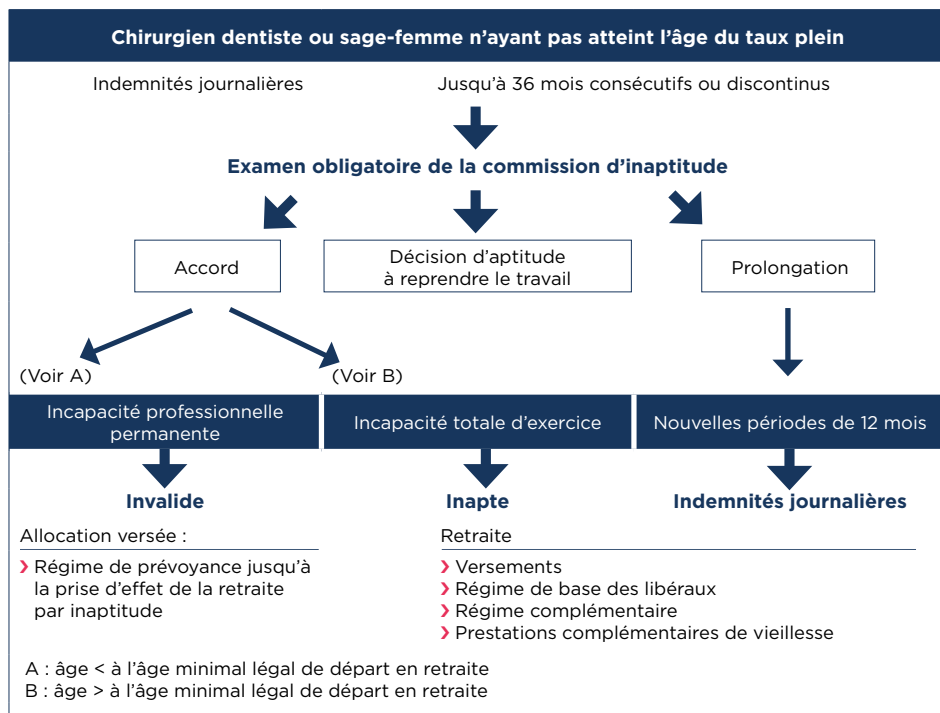 Chirurgien dentiste ou sage-femme n'ayant pas atteint l'âge du taux plein
Indemnités journalières
Jusqu'à 36 mois consécutifs ou discontinus
Examen obligatoire de la commission d'inaptitude
Accord
Décision d'aptitude
à reprendre le travail
Prolongation
(Voir A)
(Voir B)
Incapacité professionnelle
permanente
Incapacité totale d'exercice
Nouvelles périodes de 12 mois
Invalide
Inapte
Indemnités journalières
Allocation versée :
❯ Régime de prévoyance jusqu'à
la prise d'effet de la retraite
par inaptitude
Retraite
❯ Versements
❯ Régime de base des libéraux
❯ Régime complémentaire
❯ Prestations complémentaires de vieillesse
A : âge < à l'âge minimal légal de départ en retraite
B : âge > à l'âge minimal légal de départ en retraite